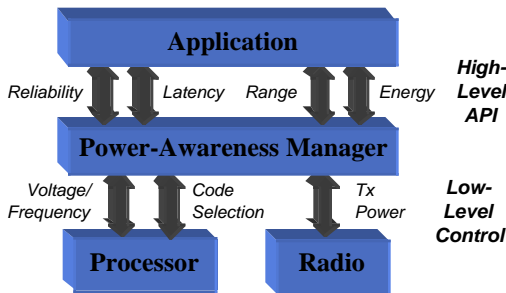 Application
Reliability
Latency
Range
Energy
High-
Level
API
Power-Awareness Manager
Voltage/
Frequency
Code
Selection
Tx
Power
Low-
Level
Control
Processor
Radio